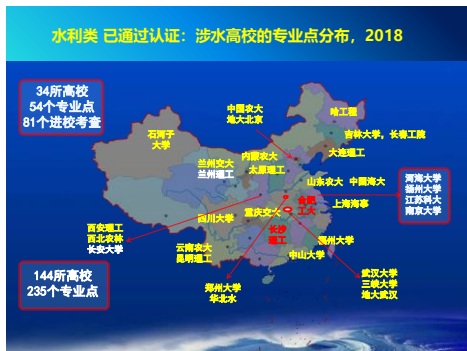 水利类 已通过认证：涉水高校的专业点分布，2018
34所高校
54个专业点
81个进校考查
中国农大
地大北京
哈工程
吉林大学，长春工院
大连理工
石河子
大学
兰州交大
兰州理工
内蒙农大
太原理工
山东农大 中国海大
河海大学
扬州大学
江苏科大
南京大学
合肥
工大
上海海事
四川大学
重庆交大
西安理工
西北农林
长安大学
长沙
理工
云南农大
昆明理工
福州大学
中山大学
144所高校
235个专业点
郑州大学
华北水
武汉大学
三峡大学
地大武汉